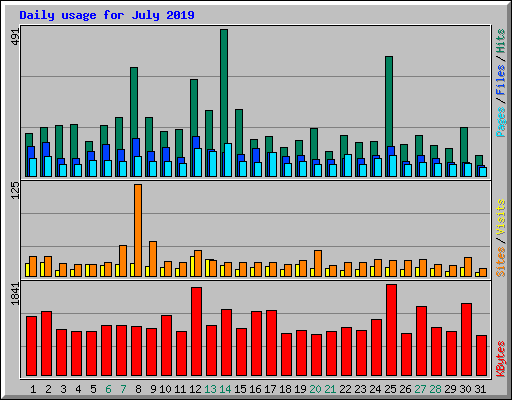 Daily usage for July 2019
491
Pages / Files / Hits
125
Sites / Visits
1841
KBytes
1 2 3 4 5 6 7 8 9 10 11 12 13 14 15 16 17 18 19 20 21 22 23 24 25 26 27 28 29 30 31